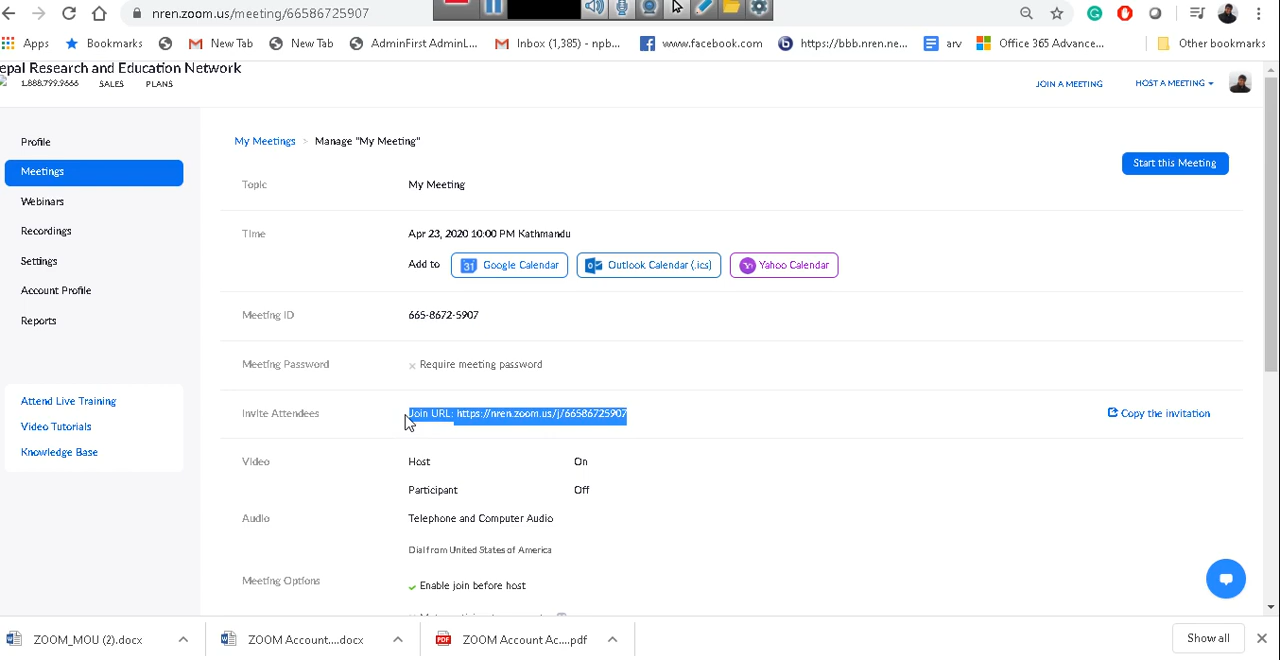 nren.zoom.us/meeting/66586725907
Apps Bookmarks New Tab New Tab AdminFirst AdminL... Inbox (1,385) - npb... www.facebook.com https://bbb.nren.ne... arv Office 365 Advance... Other bookmarks
epal Research and Education Network
1.888.799.9666 SALES PLANS JOIN A MEETING HOST A MEETING
Profile
Meetings
Webinars
Recordings
Settings
Account Profile
Reports
Attend Live Training
Video Tutorials
Knowledge Base
My Meetings > Manage "My Meeting"
Start this Meeting
Topic My Meeting
Time Apr 23, 2020 10:00 PM Kathmandu
Add to 31 Google Calendar Outlook Calendar (.ics) Yahoo Calendar
Meeting ID 665-8672-5907
Meeting Password × Require meeting password
Invite Attendees Join URL: https://nren.zoom.us/j/66586725907 Copy the invitation
Video Host On
Participant Off
Audio Telephone and Computer Audio
Dial from United States of America
Meeting Options Enable join before host
ZOOM_MOU (2).docx ZOOM Account....docx PDF ZOOM Account Ac....pdf Show all